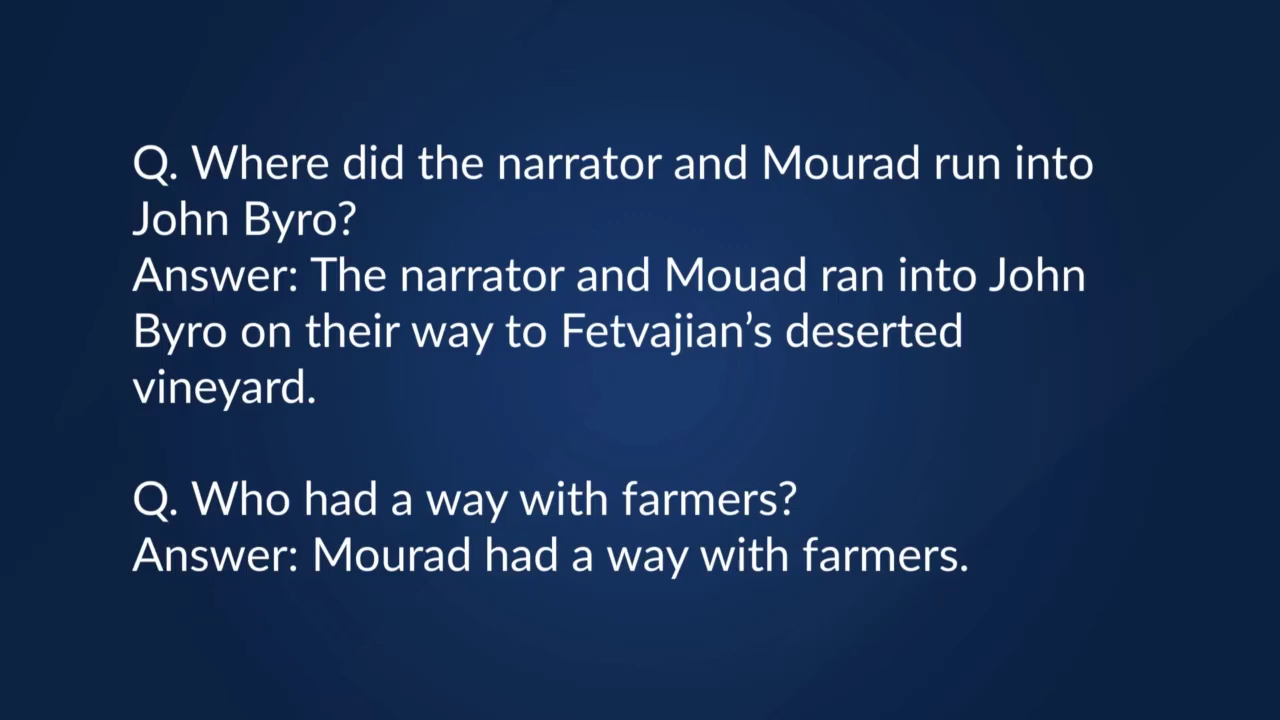 Q. Where did the narrator and Mourad run into
John Byro?
Answer: The narrator and Mouad ran into John
Byro on their way to Fetvajian’s deserted
vineyard.
Q. Who had a way with farmers?
Answer: Mourad had a way with farmers.